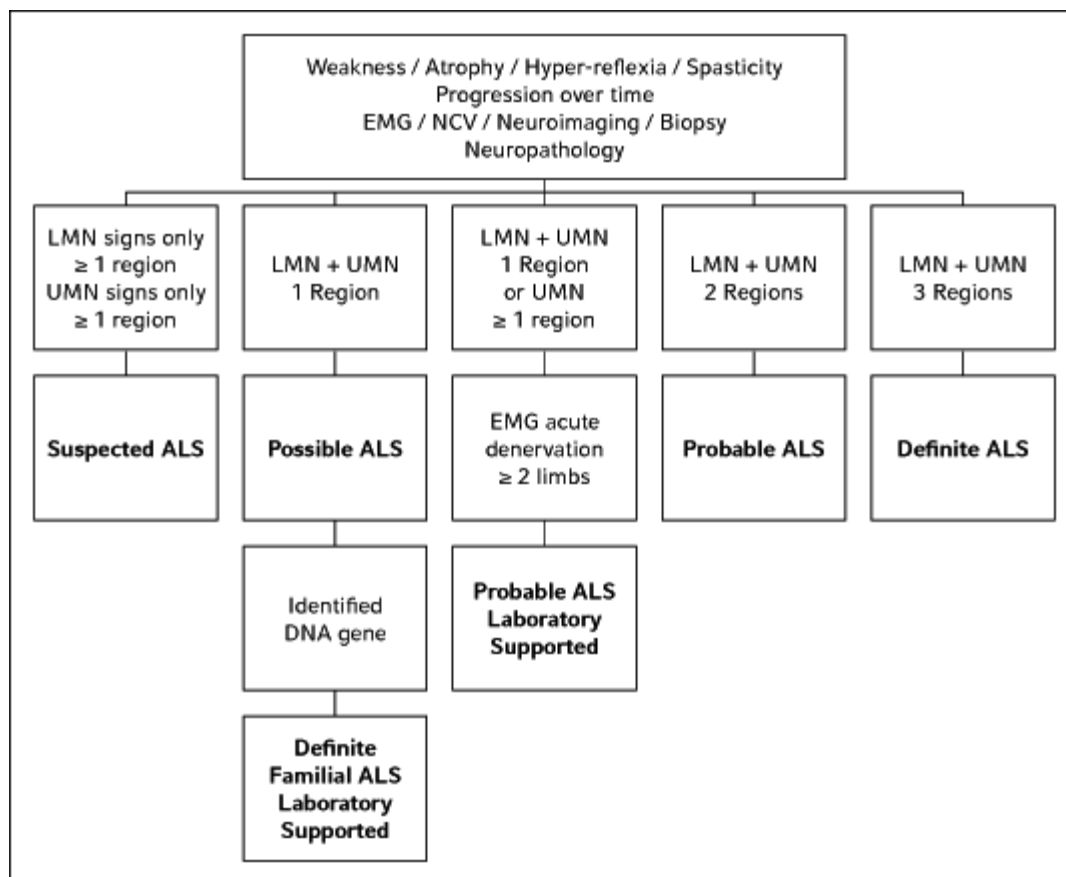 Weakness / Atrophy / Hyper-reflexia / Spasticity
Progression over time
EMG / NCV / Neuroimaging / Biopsy
Neuropathology
LMN signs only
≥ 1 region
UMN signs only
≥ 1 region
LMN + UMN
1 Region
LMN + UMN
1 Region
or UMN
≥ 1 region
LMN + UMN
2 Regions
LMN + UMN
3 Regions
Suspected ALS
Possible ALS
EMG acute
denervation
≥ 2 limbs
Probable ALS
Definite ALS
Identified
DNA gene
Probable ALS
Laboratory
Supported
Definite
Familial ALS
Laboratory
Supported